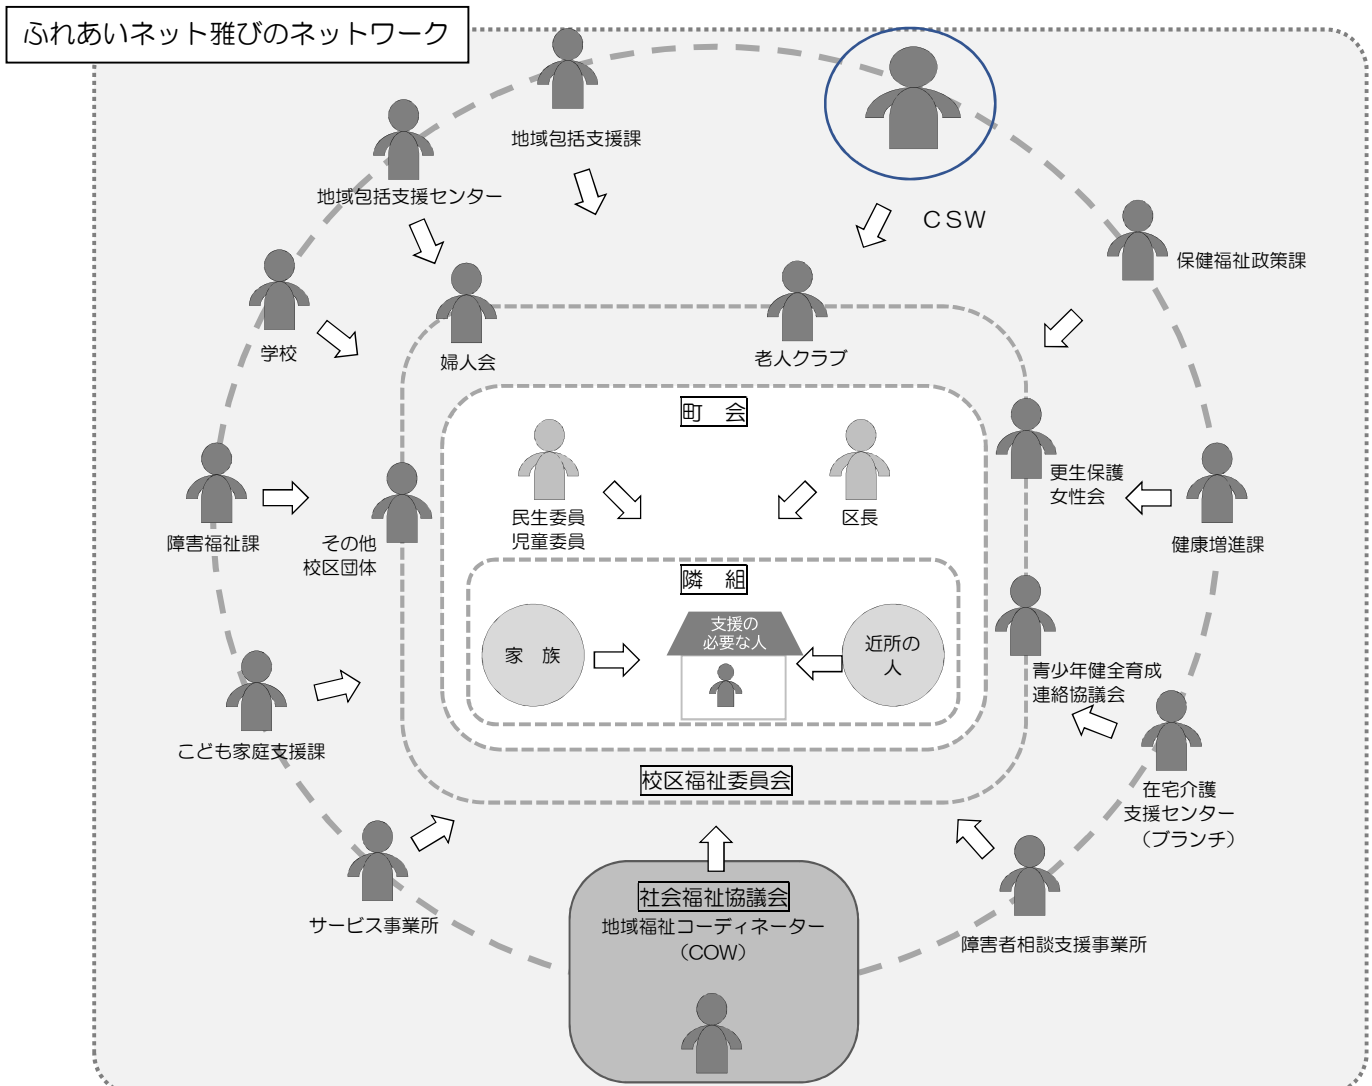 ふれあいネット雅びのネットワーク
地域包括支援課
地域包括支援センター
CSW
保健福祉政策課
学校
婦人会
老人クラブ
町　会
民生委員
児童委員
区長
更生保護
女性会
障害福祉課
その他
校区団体
健康増進課
隣　組
家　族
支援の
必要な人
近所の
人
青少年健全育成
連絡協議会
こども家庭支援課
校区福祉委員会
在宅介護
支援センター
（ブランチ）
サービス事業所
社会福祉協議会
地域福祉コーディネーター
（COW）
障害者相談支援事業所